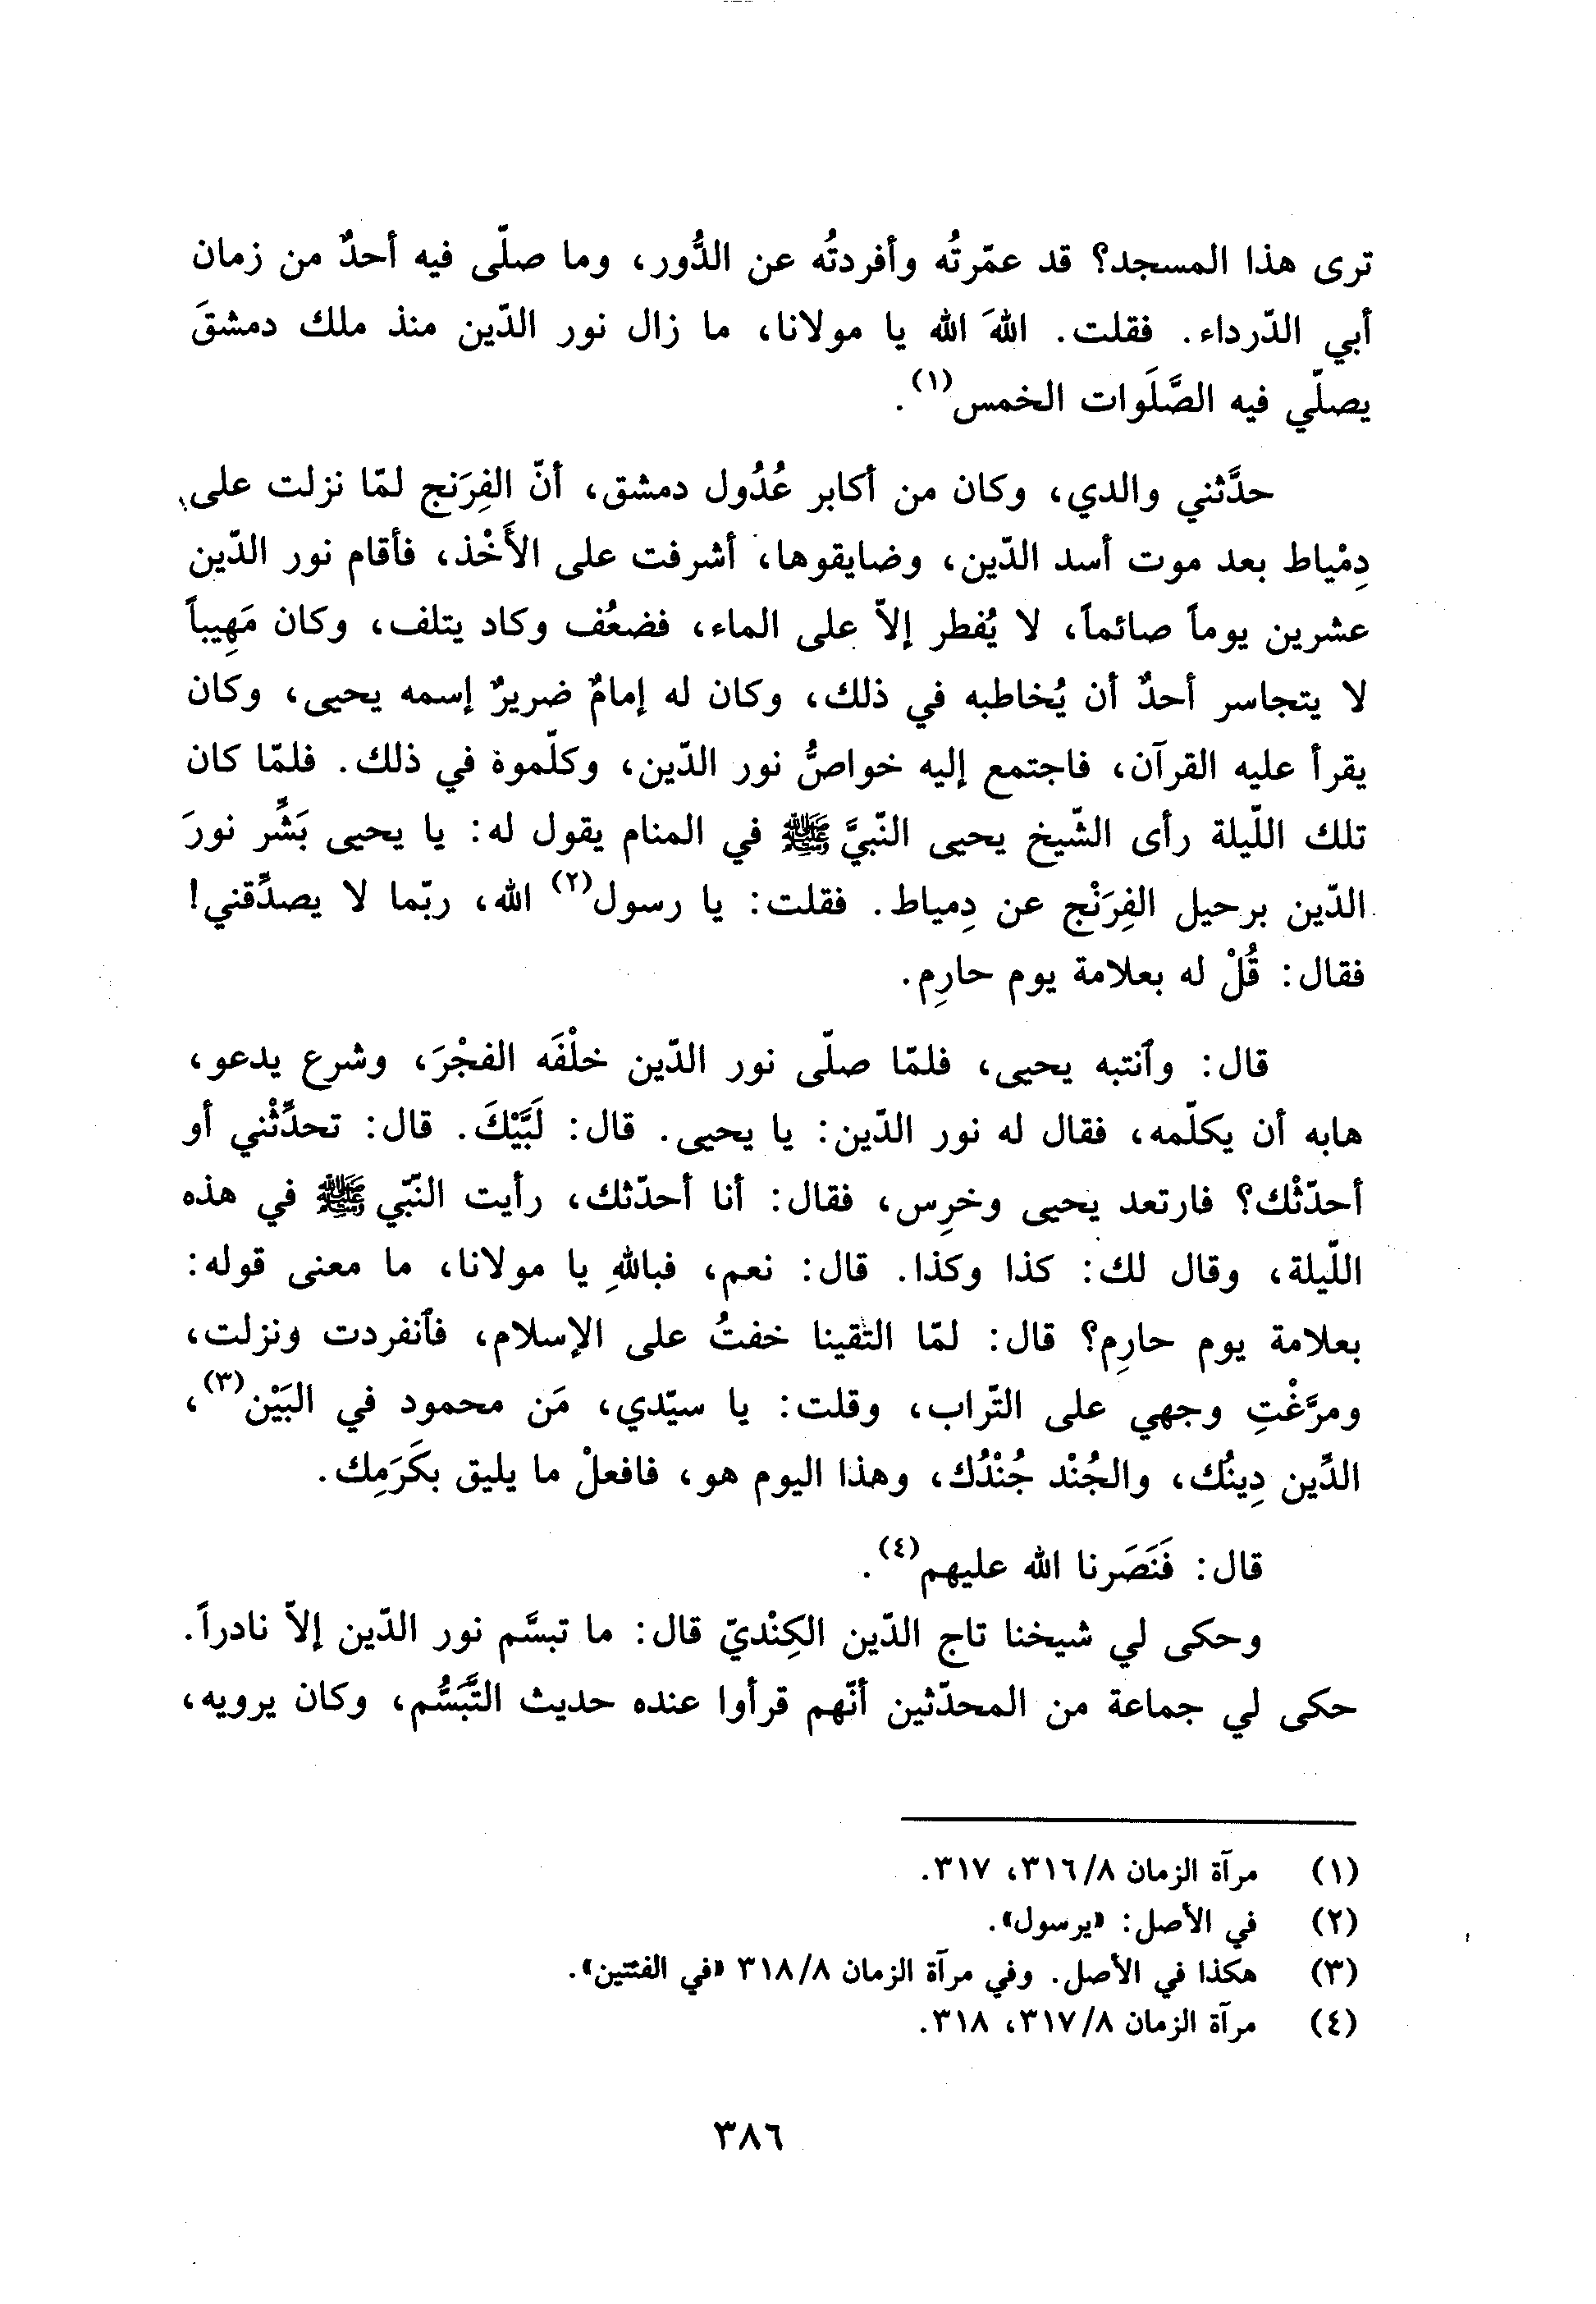 ترى هذا المسجد؟ قد عمّرتُه وأفردتُه عن الدُّور، وما صلّى فيه أحدٌ من زمان
أبي الدّرداء. فقلت. اللهَ الله يا مولانا، ما زال نور الدّين منذ ملك دمشقَ
يصلّي فيه الصَّلَوات الخمس(١).
حدَّثني والدي، وكان من أكابر عُدُول دمشق، أنّ الفِرَنج لمّا نزلت على
دِمْياط بعد موت أسد الدّين، وضايقوها، أشرفت على الأَخْذ، فأقام نور الدّين
عشرين يوماً صائماً، لا يُفطر إلاّ على الماء، فضعُف وكاد يتلف، وكان مَهِيباً
لا يتجاسر أحدٌ أن يُخاطبه في ذلك، وكان له إمامٌ ضريرٌ إسمه يحيى، وكان
يقرأ عليه القرآن، فاجتمع إليه خواصُّ نور الدّين، وكلّموة في ذلك. فلمّا كان
تلك اللّيلة رأى الشّيخ يحيى النّبيَّ ﷺ في المنام يقول له: يا يحيى بَشِّر نورَ
الدّين برحيل الفِرَنْج عن دِمياط. فقلت: يا رسول(٢) الله، ربّما لا يصدِّقني!
فقال: قُلْ له بعلامة يوم حارِم.
قال: وٱنتبه يحيى، فلمّا صلّى نور الدّين خلْفَه الفجْرَ، وشرع يدعو،
هابه أن يكلّمه، فقال له نور الدّين: يا يحيى. قال: لَبَّيْكَ. قال: تحدِّثْني أو
أحدّثْك؟ فارتعد يحيى وخرِس، فقال: أنا أحدّثك، رأيت النّبّي ﷺ في هذه
اللّيلة، وقال لك: كذا وكذا. قال: نعم، فباللهِ يا مولانا، ما معنى قوله:
بعلامة يوم حارِم؟ قال: لمّا التقينا خفتُ على الإسلام، فٱنفردت ونزلت،
ومرَّغْتِ وجهي على التّراب، وقلت: يا سيّدي، مَن محمود في البَيْن(٣)،
الدِّين دِينُك، والجُنْد جُنْدُك، وهذا اليوم هو، فافعلْ ما يليق بكَرَمِك.
قال: فَنَصَرنا الله عليهم(٤).
وحكى لي شيخنا تاج الدّين الكِنْديّ قال: ما تبسَّم نور الدّين إلاّ نادراً.
حكى لي جماعة من المحدّثين أنّهم قرأوا عنده حديث التَّبَسُّم، وكان يرويه،
(١) مرآة الزمان ٣١٦/٨، ٣١٧.
(٢) في الأصل: «يرسول».
(٣) هكذا في الأصل. وفي مرآة الزمان ٣١٨/٨ «في الفئتين».
(٤) مرآة الزمان ٣١٧/٨، ٣١٨.
٣٨٦